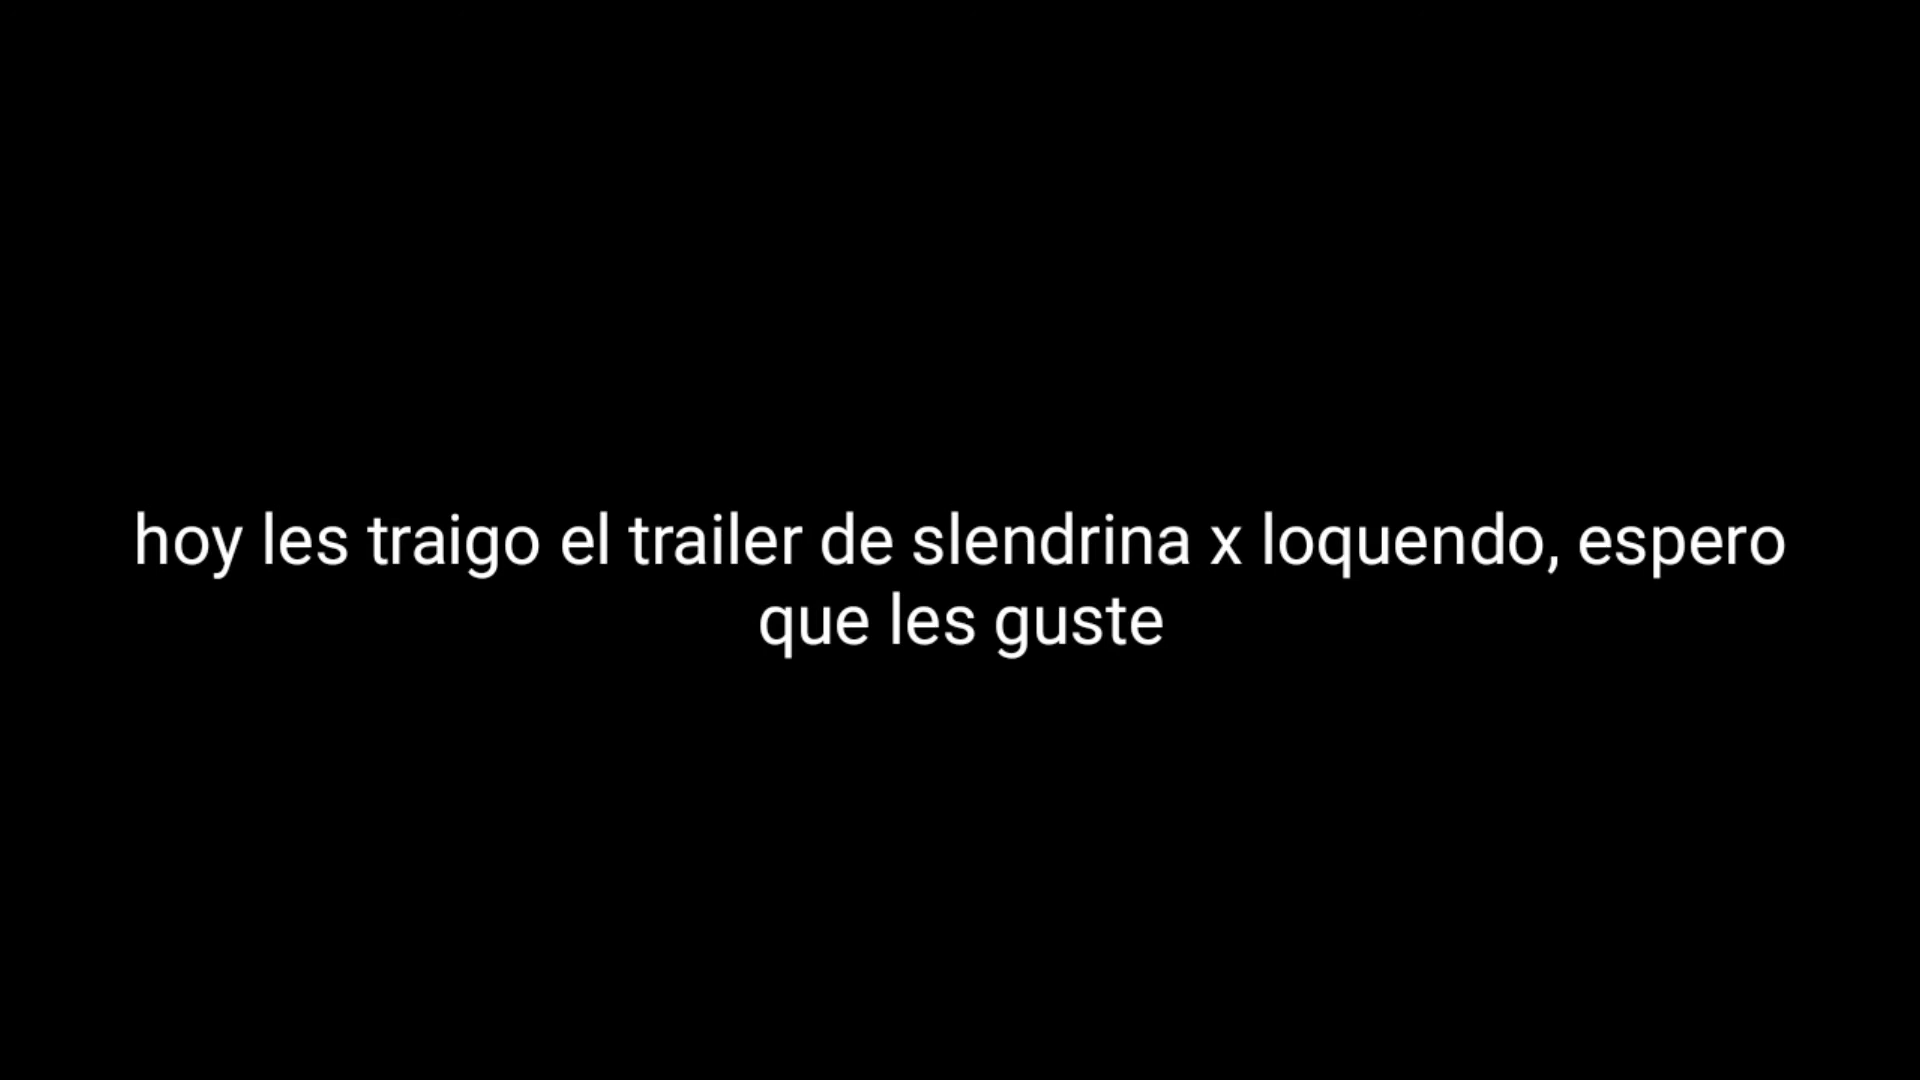 hoy les traigo el trailer de slendrina x loquendo, espero
que les guste